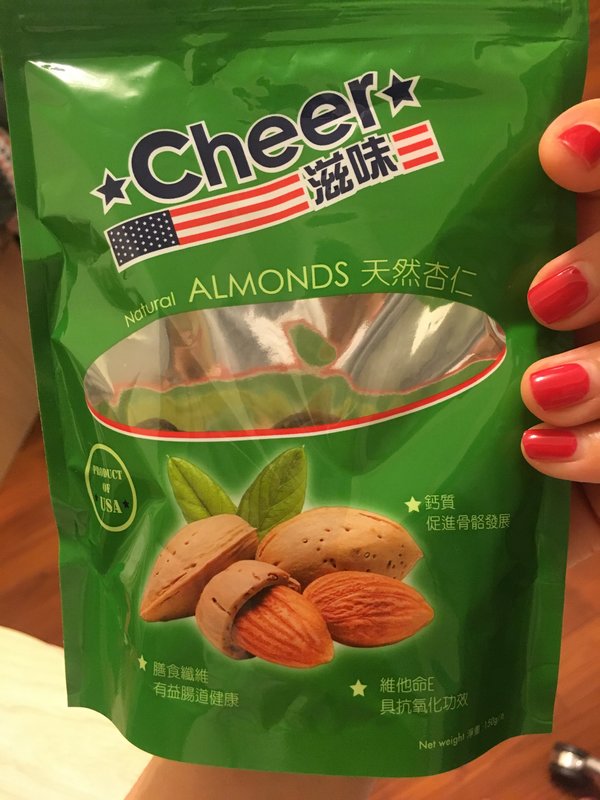 Cheer
滋味
Natural ALMONDS 天然杏仁
PRODUCT
OF
USA
鈣質
促進骨骼發展
膳食纖維
有益腸道健康
維他命E
具抗氧化功效
Net weight 淨重: 150g